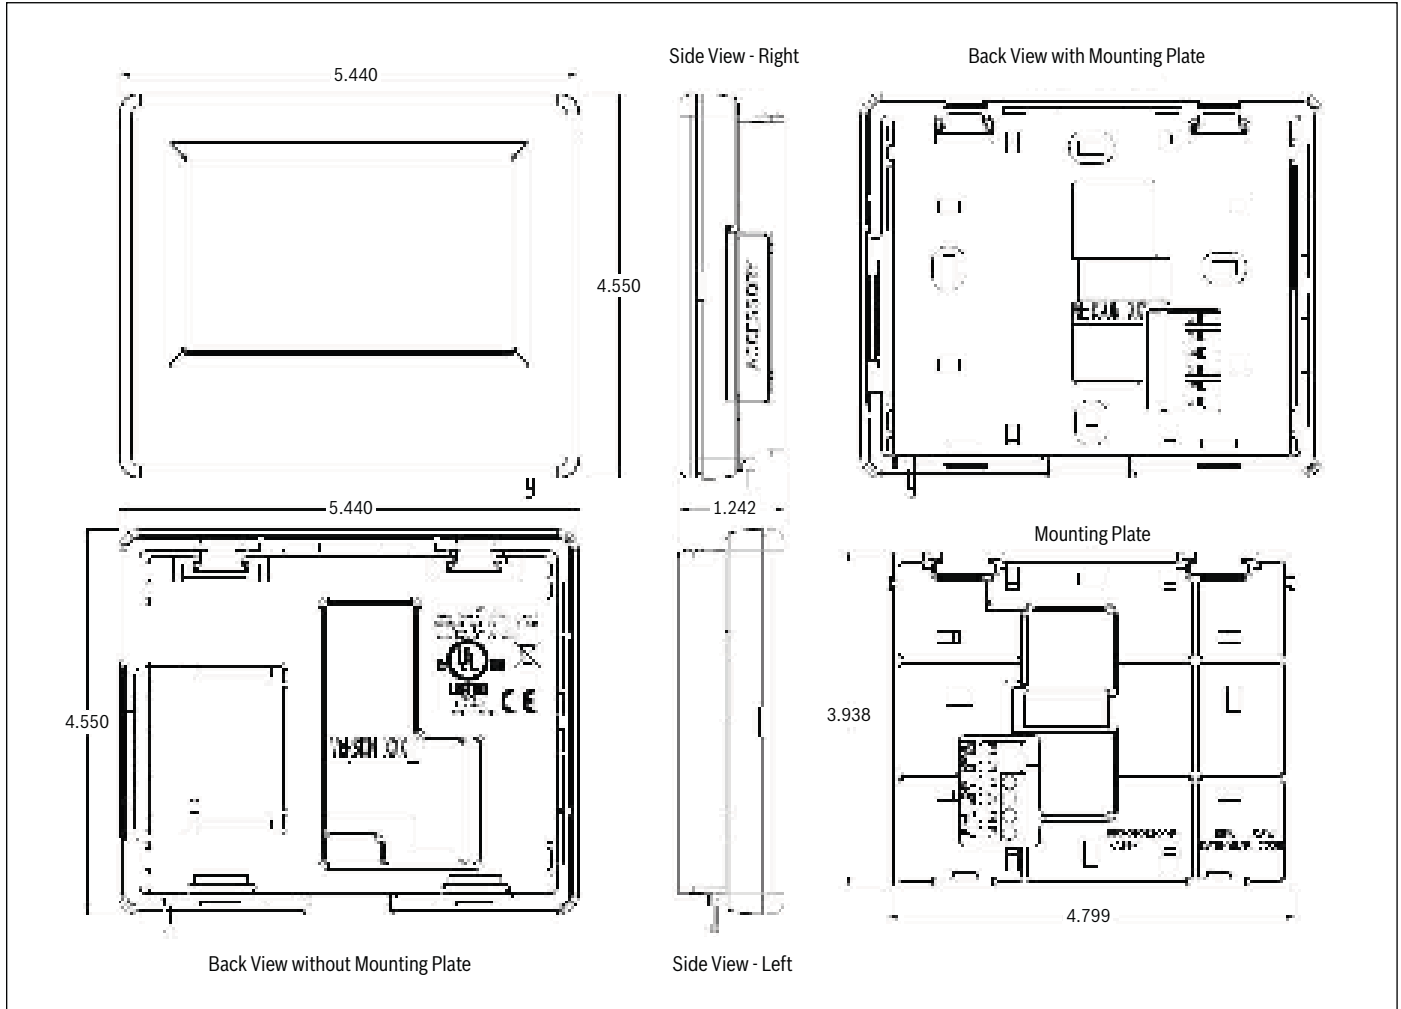 Side View - Right
Back View with Mounting Plate
5.440
4.550
ACCESSORY
5.440
1.242
Mounting Plate
UL
C E
4.550
3.938
4.799
Back View without Mounting Plate
Side View - Left